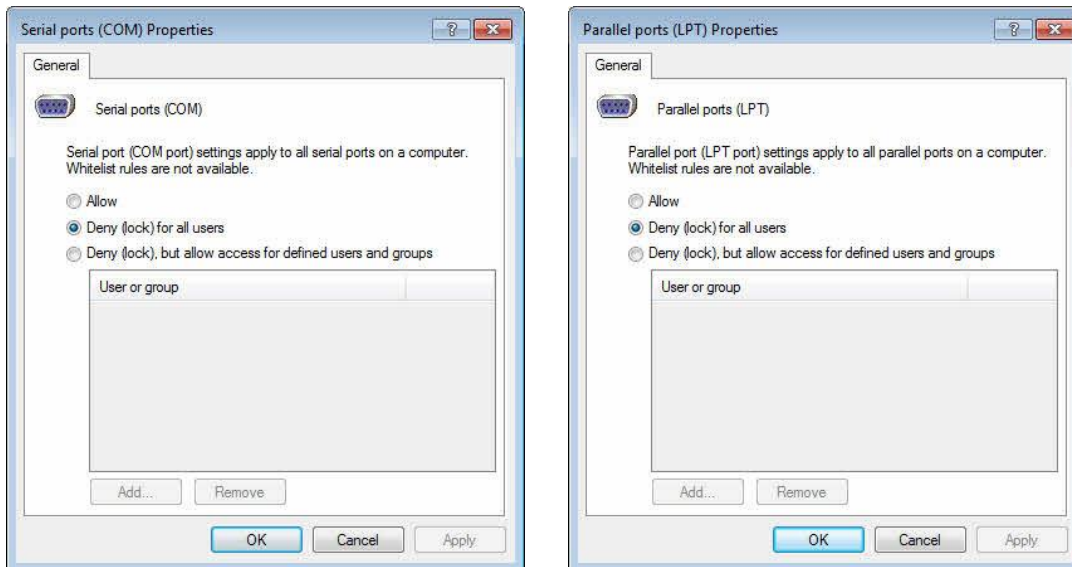 Serial ports (COM) Properties
General
Serial ports (COM)
Serial port (COM port) settings apply to all serial ports on a computer.
Whitelist rules are not available.
Allow
Deny (lock) for all users
Deny (lock), but allow access for defined users and groups
User or group
Add...
Remove
OK
Cancel
Apply
Parallel ports (LPT) Properties
General
Parallel ports (LPT)
Parallel port (LPT port) settings apply to all parallel ports on a computer.
Whitelist rules are not available.
Allow
Deny (lock) for all users
Deny (lock), but allow access for defined users and groups
User or group
Add...
Remove
OK
Cancel
Apply